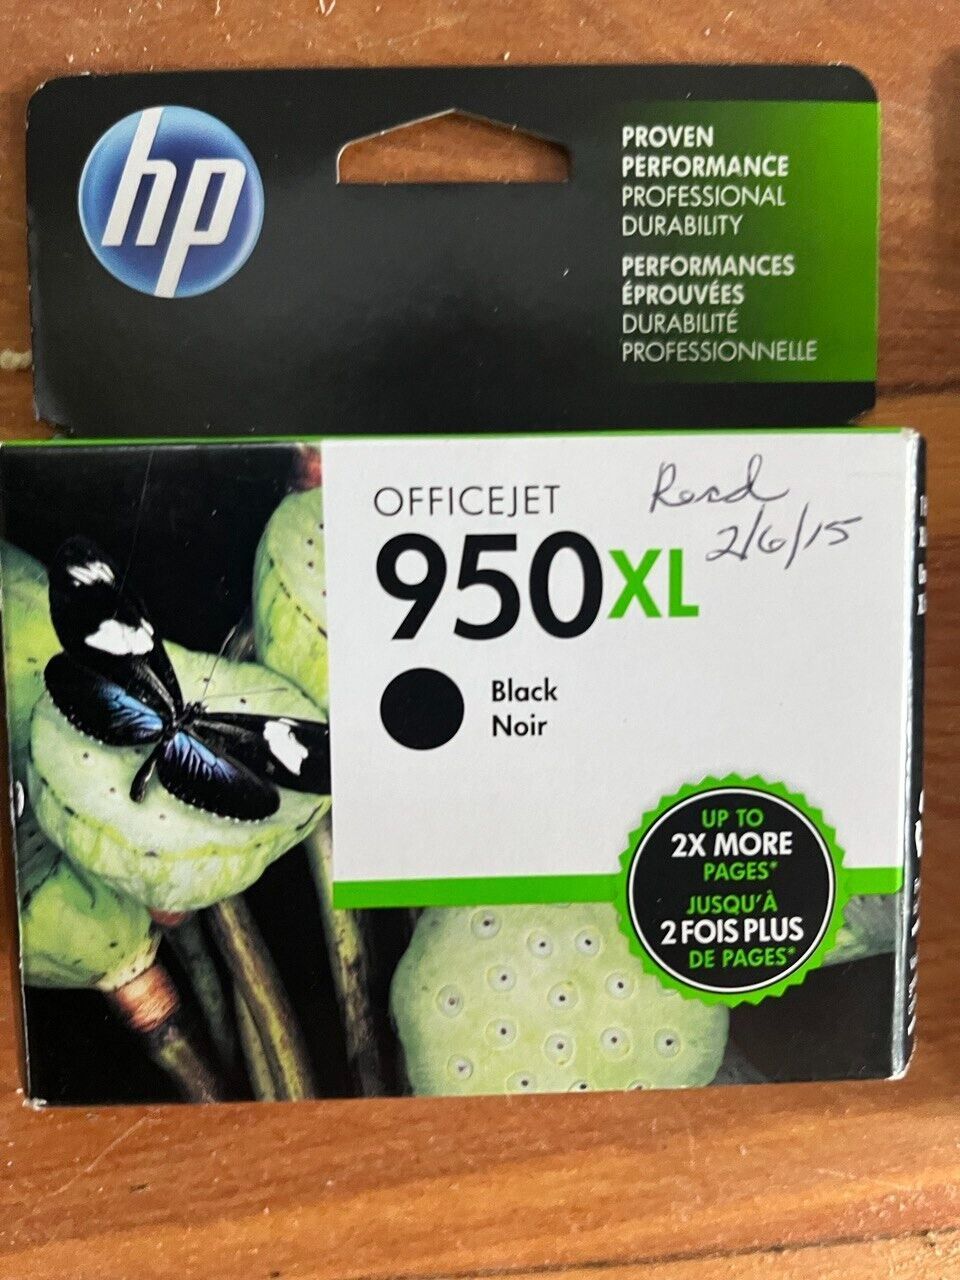 hp
PROVEN
PERFORMANCE
PROFESSIONAL
DURABILITY
PERFORMANCES
ÉPROUVÉES
DURABILITÉ
PROFESSIONNELLE
OFFICEJET
950XL
Recd
2/6/15
Black
Noir
UP TO
2X MORE
PAGES*
JUSQU'À
2 FOIS PLUS
DE PAGES*